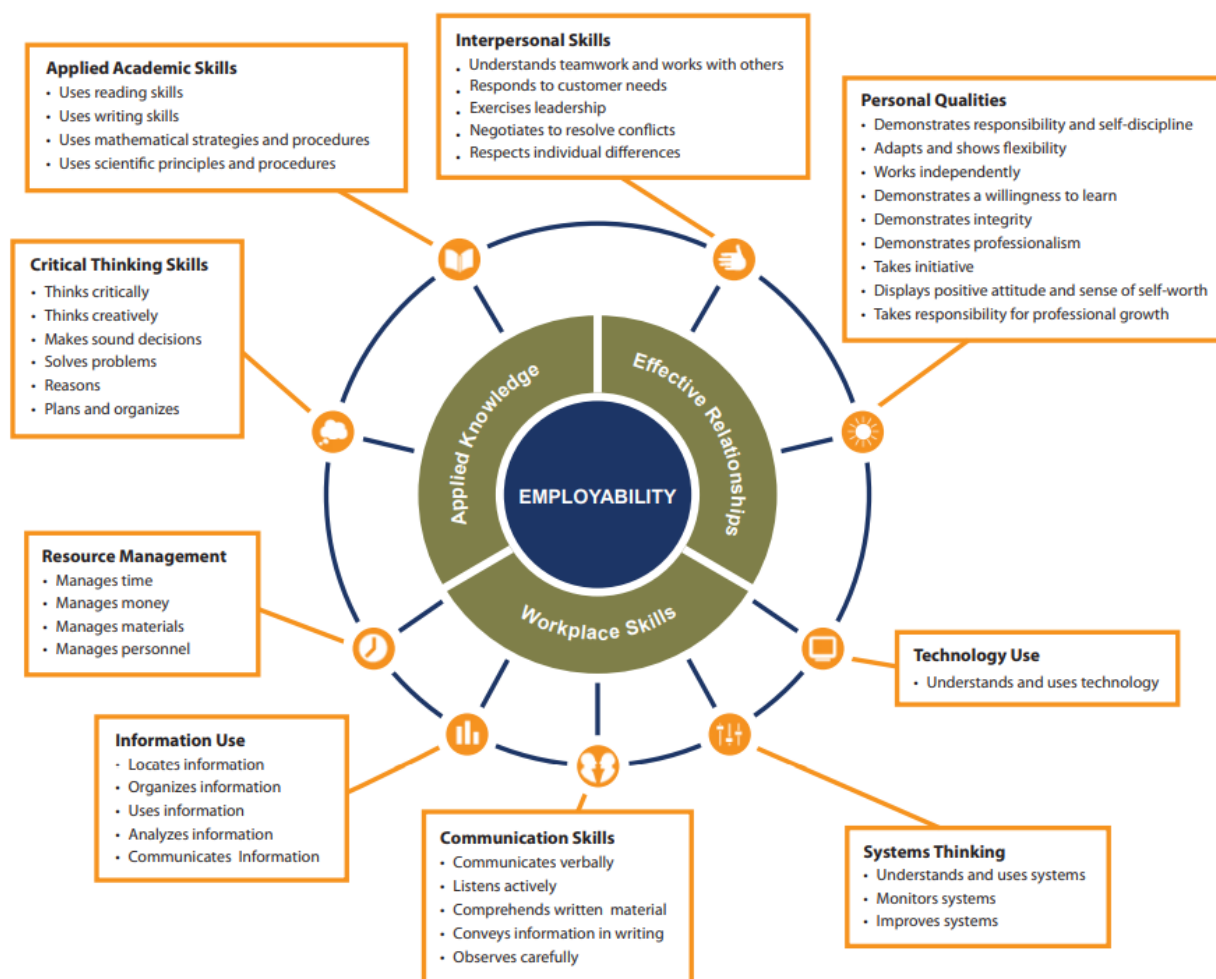 Applied Academic Skills
• Uses reading skills
• Uses writing skills
• Uses mathematical strategies and procedures
• Uses scientific principles and procedures
Interpersonal Skills
• Understands teamwork and works with others
• Responds to customer needs
• Exercises leadership
• Negotiates to resolve conflicts
• Respects individual differences
Personal Qualities
• Demonstrates responsibility and self-discipline
• Adapts and shows flexibility
• Works independently
• Demonstrates a willingness to learn
• Demonstrates integrity
• Demonstrates professionalism
• Takes initiative
• Displays positive attitude and sense of self-worth
• Takes responsibility for professional growth
Critical Thinking Skills
• Thinks critically
• Thinks creatively
• Makes sound decisions
• Solves problems
• Reasons
• Plans and organizes
Applied Knowledge
Effective Relationships
EMPLOYABILITY
Workplace Skills
Resource Management
• Manages time
• Manages money
• Manages materials
• Manages personnel
Technology Use
• Understands and uses technology
Information Use
- Locates information
• Organizes information
• Uses information
• Analyzes information
• Communicates Information
Communication Skills
• Communicates verbally
• Listens actively
• Comprehends written material
• Conveys information in writing
• Observes carefully
Systems Thinking
• Understands and uses systems
• Monitors systems
• Improves systems